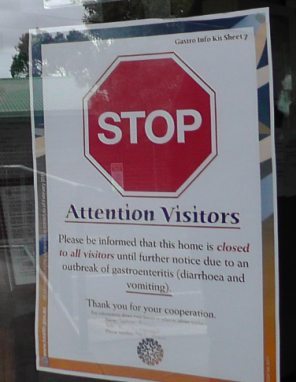 Gastro Info Kit Sheet 7
STOP
Attention Visitors
Please be informed that this home is closed
to all visitors until further notice due to an
outbreak of gastroenteritis (diarrhoea and
vomiting).
Thank you for your cooperation.